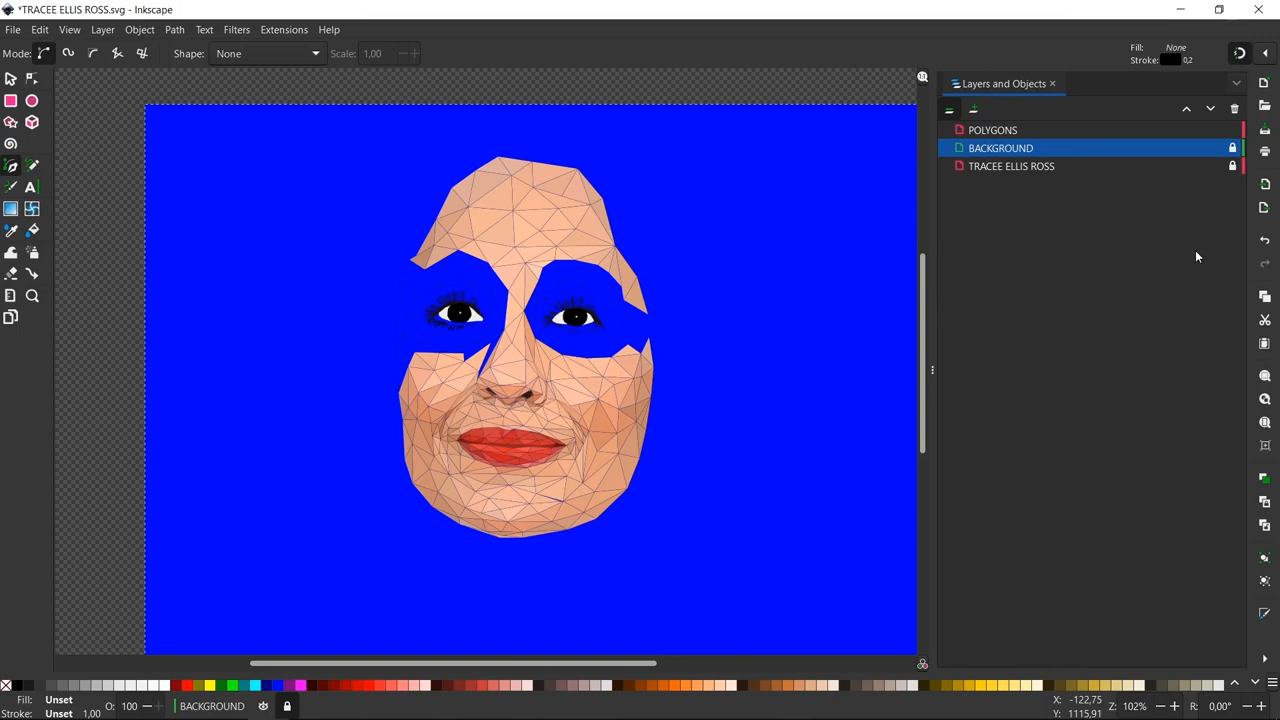 *TRACEE ELLIS ROSS.svg - Inkscape
File Edit View Layer Object Path Text Filters Extensions Help
Mode: Shape: None Scale: 1,00 Fill: None
Stroke: 0,2
Layers and Objects
POLYGONS
BACKGROUND
TRACEE ELLIS ROSS
Fill: Unset O: 100 BACKGROUND X: -122,75 Z: 102% R: 0,00°
Stroke: Unset 1,00 Y: 1115,91